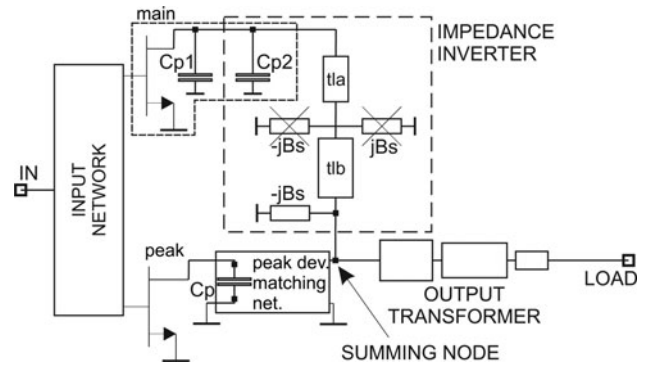 main
IMPEDANCE
INVERTER
Cp1
Cp2
tla
-jBs
jBs
tlb
-jBs
IN
INPUT
NETWORK
peak
Cp
peak dev.
matching
net.
OUTPUT
TRANSFORMER
LOAD
SUMMING NODE